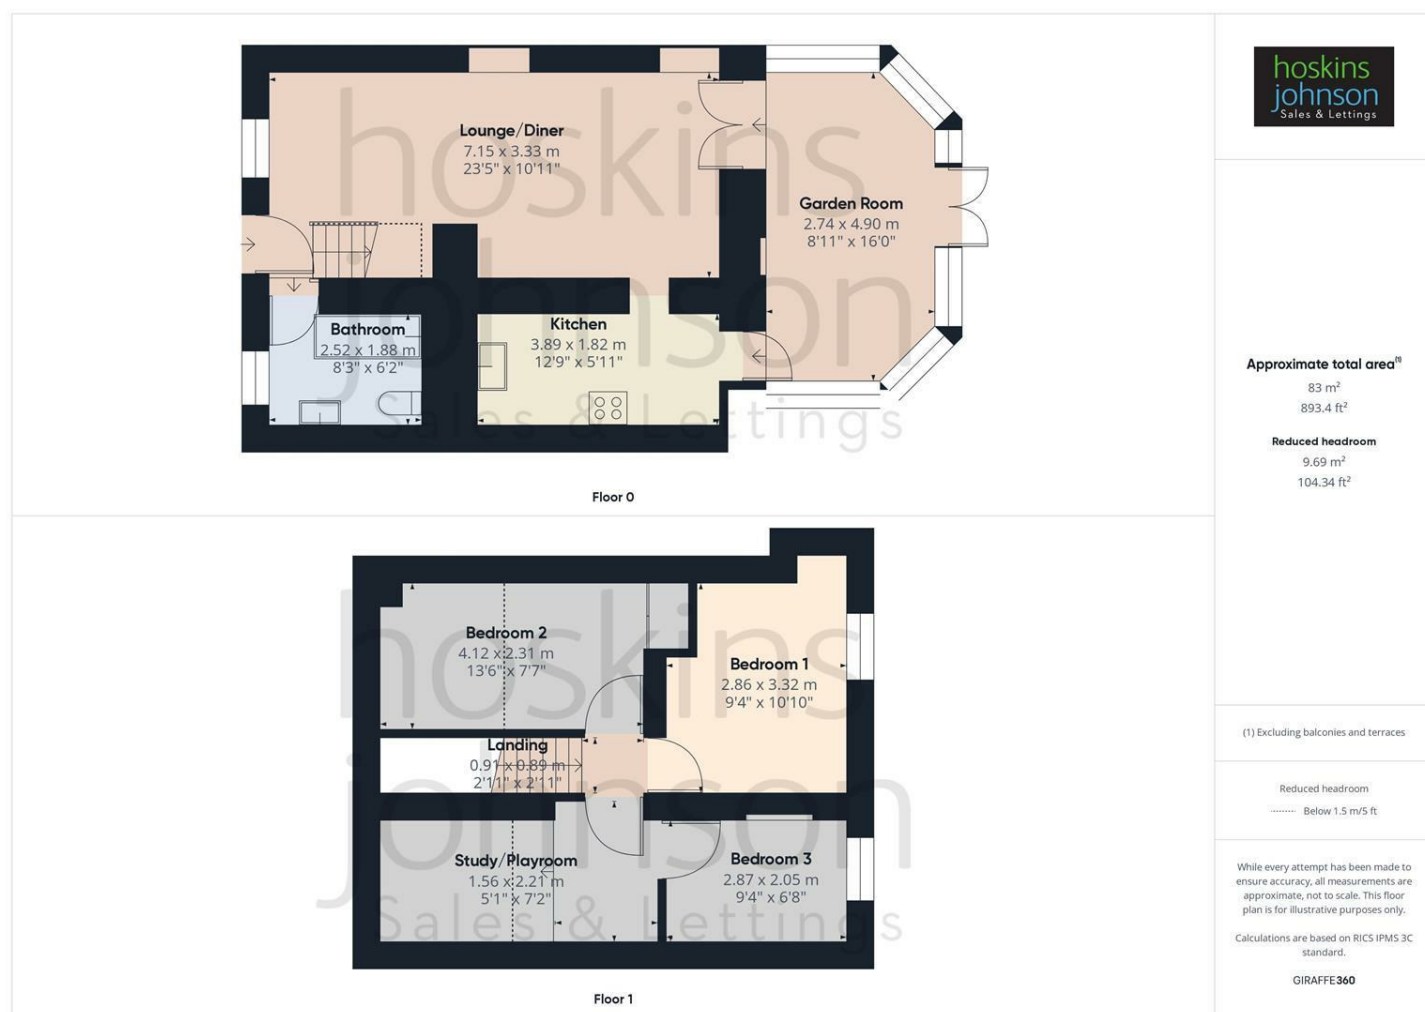 hoskins
johnson
Sales & Lettings
Lounge/Diner
7.15 x 3.33 m
23'5" x 10'11"
Garden Room
2.74 x 4.90 m
8'11" x 16'0"
Bathroom
2.52 x 1.88 m
8'3" x 6'2"
Kitchen
3.89 x 1.82 m
12'9" x 5'11"
hoskins
johnson
Sales & Lettings
Floor 0
Bedroom 2
4.12 x 2.31 m
13'6" x 7'7"
Bedroom 1
2.86 x 3.32 m
9'4" x 10'10"
Landing
0.91 x 0.89 m
2'11" x 2'11"
Study/Playroom
1.56 x 2.21 m
5'1" x 7'2"
Bedroom 3
2.87 x 2.05 m
9'4" x 6'8"
hoskins
johnson
Sales & Lettings
Floor 1
Approximate total area(1)
83 m²
893.4 ft²
Reduced headroom
9.69 m²
104.34 ft²
(1) Excluding balconies and terraces
Reduced headroom
Below 1.5 m/5 ft
While every attempt has been made to
ensure accuracy, all measurements are
approximate, not to scale. This floor
plan is for illustrative purposes only.
Calculations are based on RICS IPMS 3C
standard.
GIRAFFE360